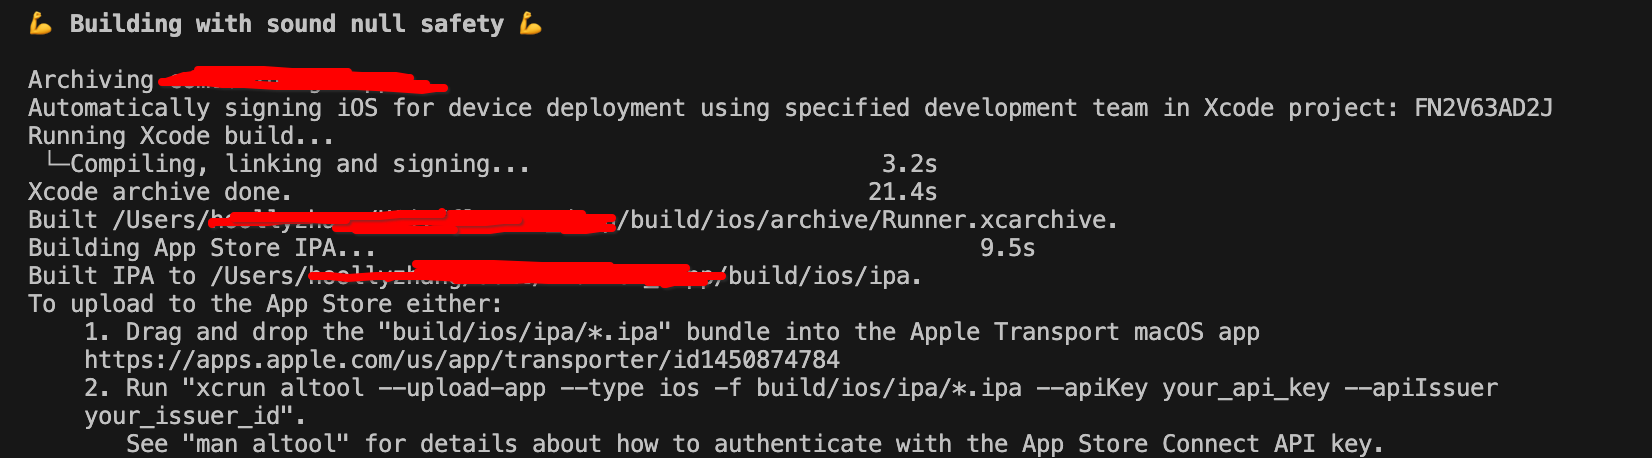 💪 Building with sound null safety 💪
Archiving
Automatically signing iOS for device deployment using specified development team in Xcode project: FN2V63AD2J
Running Xcode build...
└─Compiling, linking and signing... 3.2s
Xcode archive done. 21.4s
Built /Users/ /build/ios/archive/Runner.xcarchive.
Building App Store IPA... 9.5s
Built IPA to /Users/ /build/ios/ipa.
To upload to the App Store either:
1. Drag and drop the "build/ios/ipa/*.ipa" bundle into the Apple Transport macOS app
https://apps.apple.com/us/app/transporter/id1450874784
2. Run "xcrun altool --upload-app --type ios -f build/ios/ipa/*.ipa --apiKey your_api_key --apiIssuer
your_issuer_id".
See "man altool" for details about how to authenticate with the App Store Connect API key.